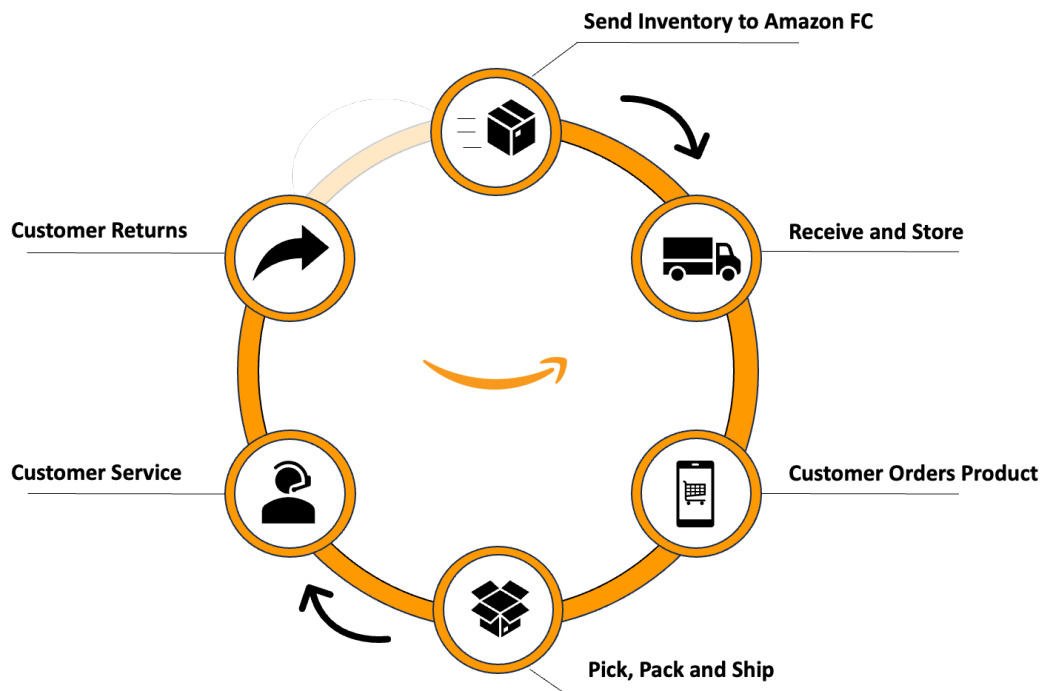 Send Inventory to Amazon FC
Receive and Store
Customer Orders Product
Pick, Pack and Ship
Customer Service
Customer Returns